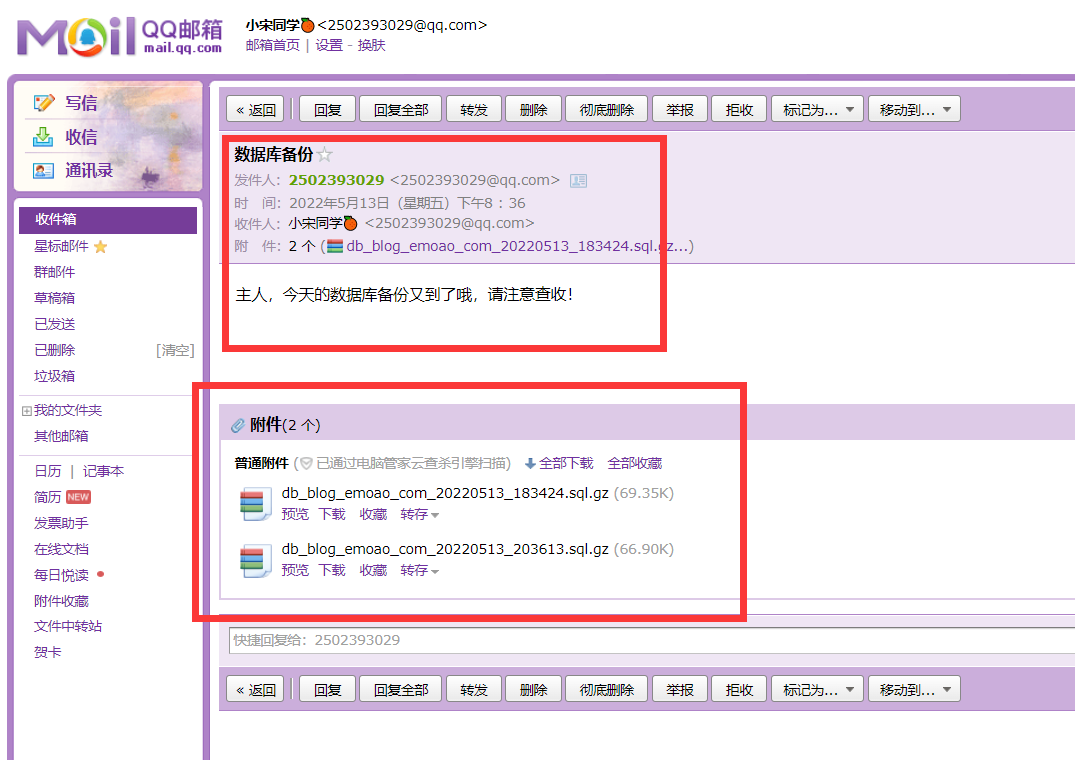 MOil QQ邮箱 mail.qq.com
小宋同学🍊<2502393029@qq.com>
邮箱首页 | 设置 - 换肤
写信
收信
通讯录
收件箱
星标邮件
群邮件
草稿箱
已发送
已删除 [清空]
垃圾箱
我的文件夹
其他邮箱
日历 | 记事本
简历 NEW
发票助手
在线文档
每日悦读
附件收藏
文件中转站
贺卡
« 返回 回复 回复全部 转发 删除 彻底删除 举报 拒收 标记为... 移动到...
数据库备份☆
发件人：2502393029 <2502393029@qq.com>
时 间：2022年5月13日（星期五）下午8：36
收件人：小宋同学🍊 <2502393029@qq.com>
附 件：2 个 (db_blog_emoao_com_20220513_183424.sql.gz...)
主人，今天的数据库备份又到了哦，请注意查收！
附件(2 个)
普通附件 (已通过电脑管家云查杀引擎扫描) 全部下载 全部收藏
db_blog_emoao_com_20220513_183424.sql.gz (69.35K)
预览 下载 收藏 转存
db_blog_emoao_com_20220513_203613.sql.gz (66.90K)
预览 下载 收藏 转存
快捷回复给：2502393029
« 返回 回复 回复全部 转发 删除 彻底删除 举报 拒收 标记为... 移动到...